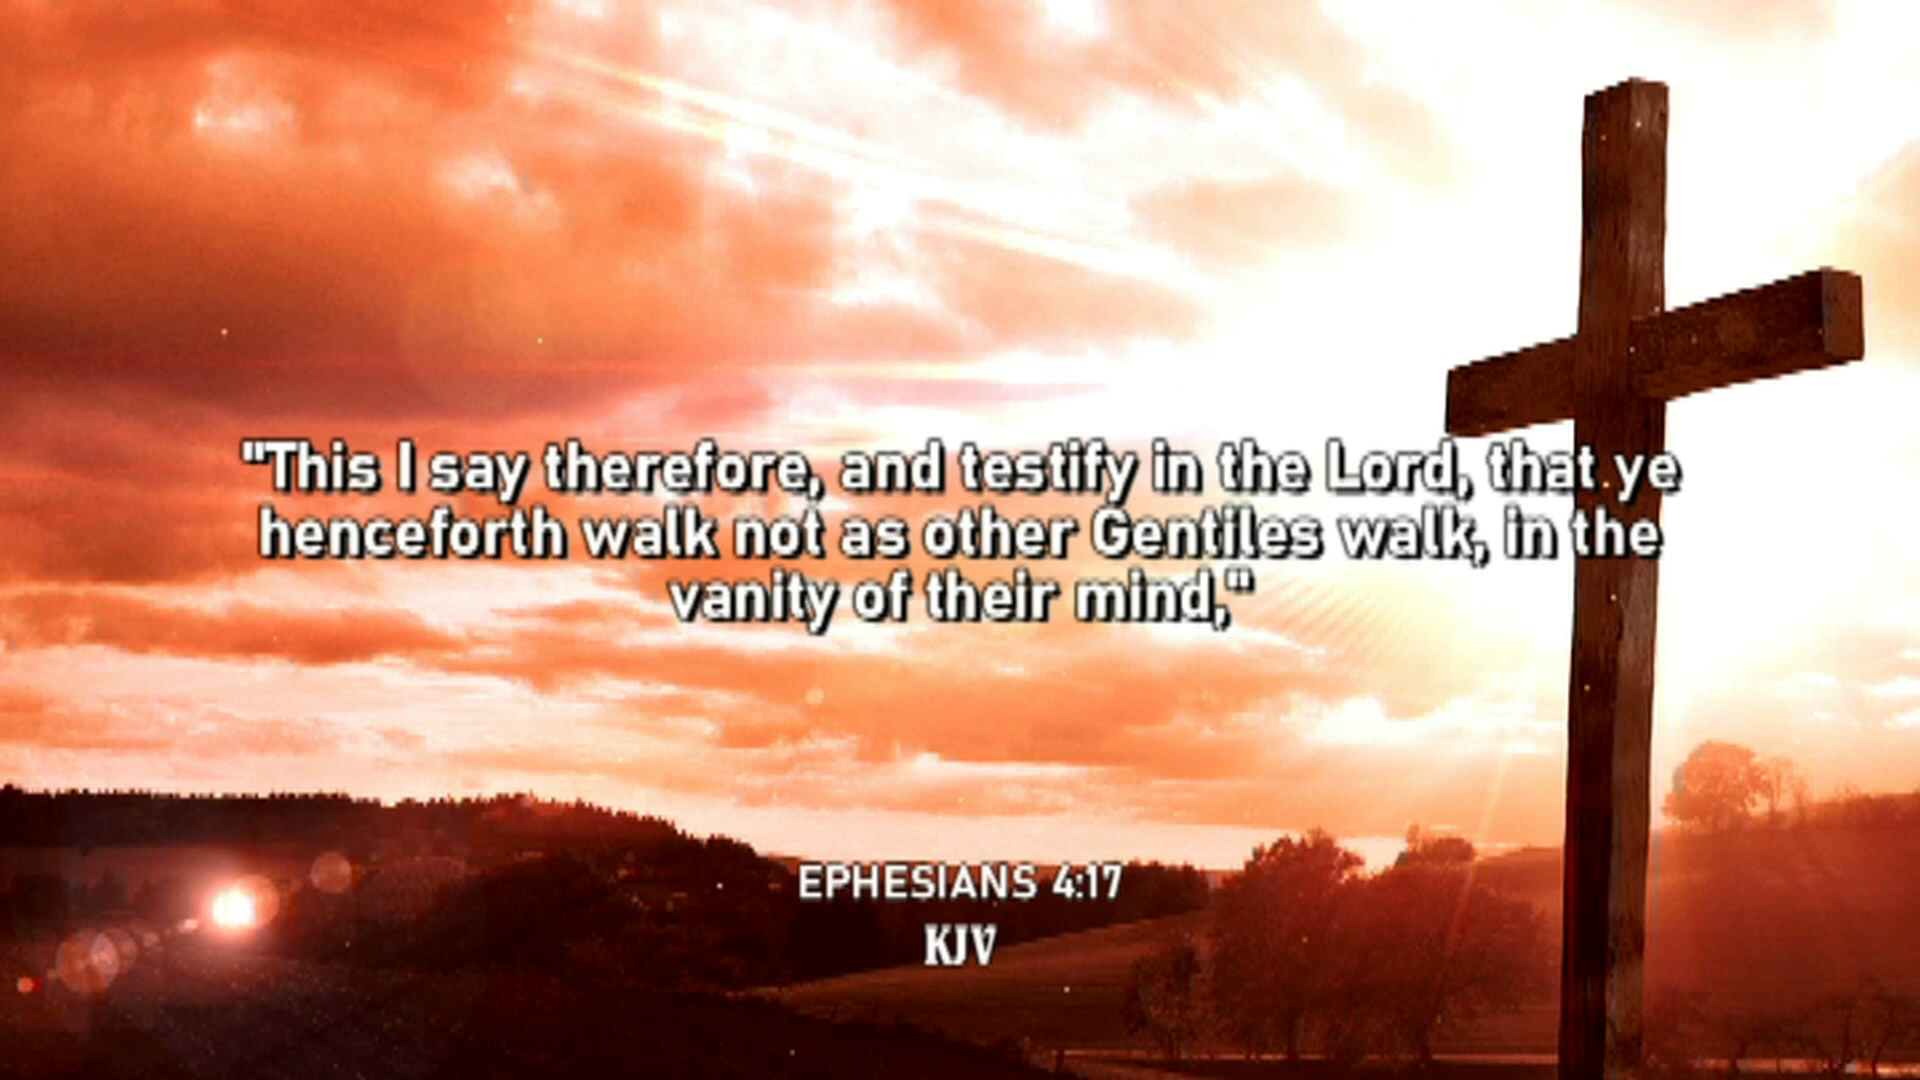 "This I say therefore, and testify in the Lord, that ye
henceforth walk not as other Gentiles walk, in the
vanity of their mind,"
EPHESIANS 4:17
KJV